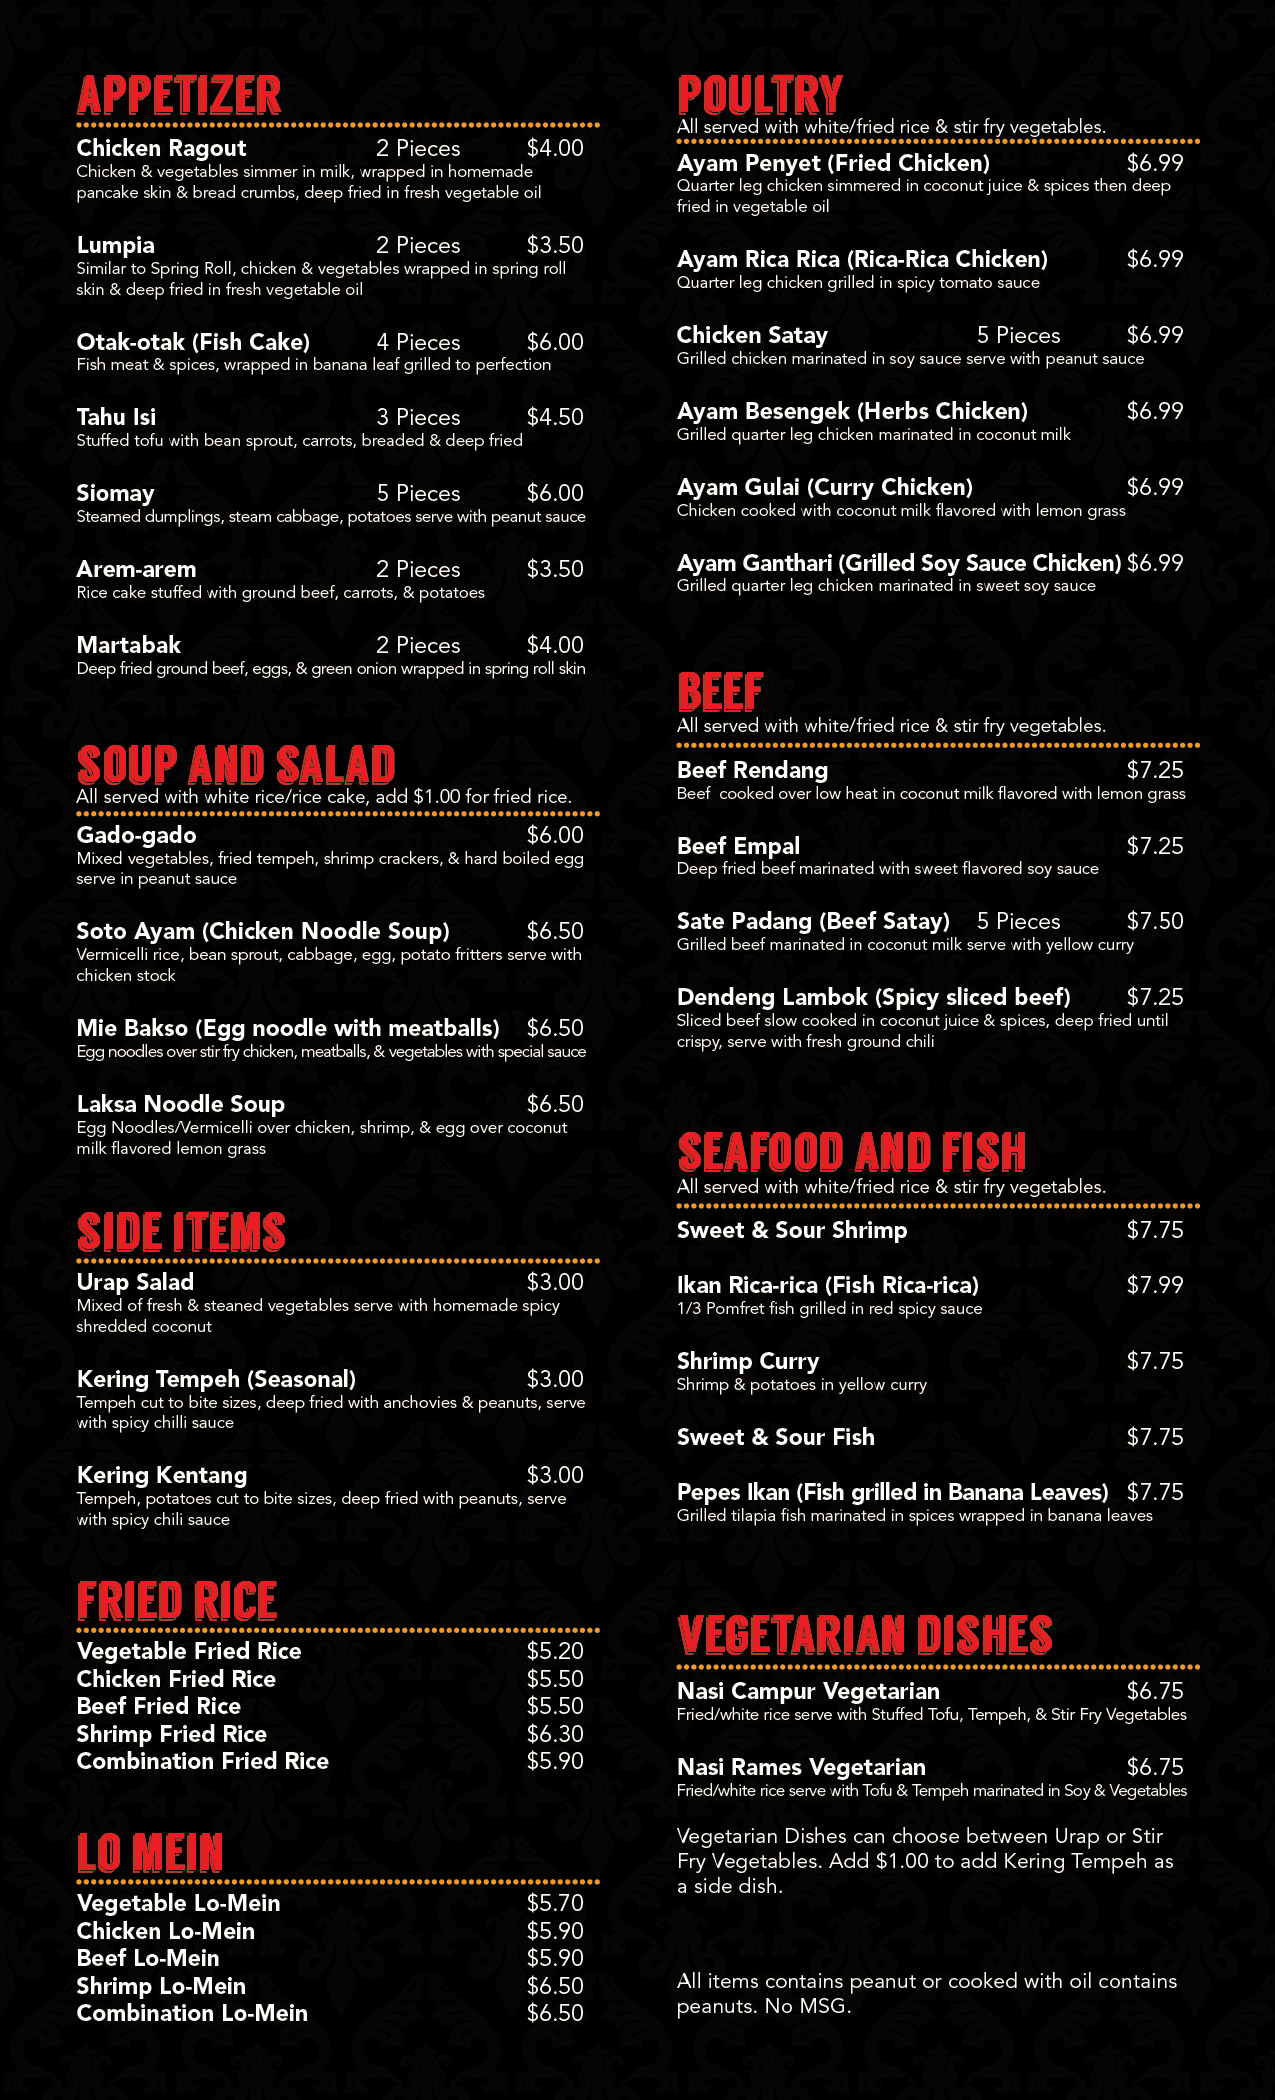 APPETIZER
Chicken Ragout 2 Pieces $4.00
Chicken & vegetables simmer in milk, wrapped in homemade
pancake skin & bread crumbs, deep fried in fresh vegetable oil
Lumpia 2 Pieces $3.50
Similar to Spring Roll, chicken & vegetables wrapped in spring roll
skin & deep fried in fresh vegetable oil
Otak-otak (Fish Cake) 4 Pieces $6.00
Fish meat & spices, wrapped in banana leaf grilled to perfection
Tahu Isi 3 Pieces $4.50
Stuffed tofu with bean sprout, carrots, breaded & deep fried
Siomay 5 Pieces $6.00
Steamed dumplings, steam cabbage, potatoes serve with peanut sauce
Arem-arem 2 Pieces $3.50
Rice cake stuffed with ground beef, carrots, & potatoes
Martabak 2 Pieces $4.00
Deep fried ground beef, eggs, & green onion wrapped in spring roll skin
SOUP AND SALAD
All served with white rice/rice cake, add $1.00 for fried rice.
Gado-gado $6.00
Mixed vegetables, fried tempeh, shrimp crackers, & hard boiled egg
serve in peanut sauce
Soto Ayam (Chicken Noodle Soup) $6.50
Vermicelli rice, bean sprout, cabbage, egg, potato fritters serve with
chicken stock
Mie Bakso (Egg noodle with meatballs) $6.50
Egg noodles over stir fry chicken, meatballs, & vegetables with special sauce
Laksa Noodle Soup $6.50
Egg Noodles/Vermicelli over chicken, shrimp, & egg over coconut
milk flavored lemon grass
SIDE ITEMS
Urap Salad $3.00
Mixed of fresh & steaned vegetables serve with homemade spicy
shredded coconut
Kering Tempeh (Seasonal) $3.00
Tempeh cut to bite sizes, deep fried with anchovies & peanuts, serve
with spicy chilli sauce
Kering Kentang $3.00
Tempeh, potatoes cut to bite sizes, deep fried with peanuts, serve
with spicy chili sauce
FRIED RICE
Vegetable Fried Rice $5.20
Chicken Fried Rice $5.50
Beef Fried Rice $5.50
Shrimp Fried Rice $6.30
Combination Fried Rice $5.90
LO MEIN
Vegetable Lo-Mein $5.70
Chicken Lo-Mein $5.90
Beef Lo-Mein $5.90
Shrimp Lo-Mein $6.50
Combination Lo-Mein $6.50
POULTRY
All served with white/fried rice & stir fry vegetables.
Ayam Penyet (Fried Chicken) $6.99
Quarter leg chicken simmered in coconut juice & spices then deep
fried in vegetable oil
Ayam Rica Rica (Rica-Rica Chicken) $6.99
Quarter leg chicken grilled in spicy tomato sauce
Chicken Satay 5 Pieces $6.99
Grilled chicken marinated in soy sauce serve with peanut sauce
Ayam Besengek (Herbs Chicken) $6.99
Grilled quarter leg chicken marinated in coconut milk
Ayam Gulai (Curry Chicken) $6.99
Chicken cooked with coconut milk flavored with lemon grass
Ayam Ganthari (Grilled Soy Sauce Chicken) $6.99
Grilled quarter leg chicken marinated in sweet soy sauce
BEEF
All served with white/fried rice & stir fry vegetables.
Beef Rendang $7.25
Beef cooked over low heat in coconut milk flavored with lemon grass
Beef Empal $7.25
Deep fried beef marinated with sweet flavored soy sauce
Sate Padang (Beef Satay) 5 Pieces $7.50
Grilled beef marinated in coconut milk serve with yellow curry
Dendeng Lambok (Spicy sliced beef) $7.25
Sliced beef slow cooked in coconut juice & spices, deep fried until
crispy, serve with fresh ground chili
SEAFOOD AND FISH
All served with white/fried rice & stir fry vegetables.
Sweet & Sour Shrimp $7.75
Ikan Rica-rica (Fish Rica-rica) $7.99
1/3 Pomfret fish grilled in red spicy sauce
Shrimp Curry $7.75
Shrimp & potatoes in yellow curry
Sweet & Sour Fish $7.75
Pepes Ikan (Fish grilled in Banana Leaves) $7.75
Grilled tilapia fish marinated in spices wrapped in banana leaves
VEGETARIAN DISHES
Nasi Campur Vegetarian $6.75
Fried/white rice serve with Stuffed Tofu, Tempeh, & Stir Fry Vegetables
Nasi Rames Vegetarian $6.75
Fried/white rice serve with Tofu & Tempeh marinated in Soy & Vegetables
Vegetarian Dishes can choose between Urap or Stir
Fry Vegetables. Add $1.00 to add Kering Tempeh as
a side dish.
All items contains peanut or cooked with oil contains
peanuts. No MSG.